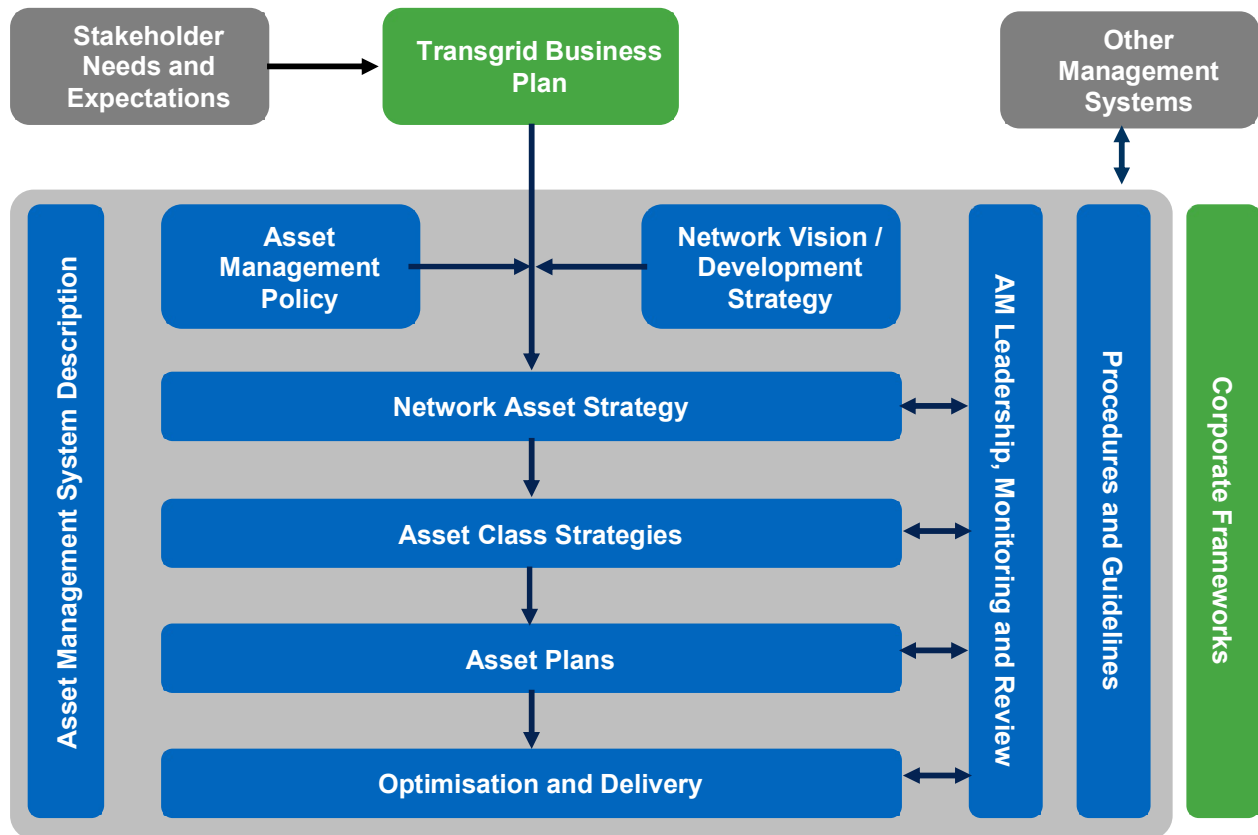 Stakeholder
Needs and
Expectations
Transgrid Business
Plan
Other
Management
Systems
Asset Management System Description
Asset
Management
Policy
Network Vision /
Development
Strategy
Network Asset Strategy
Asset Class Strategies
Asset Plans
Optimisation and Delivery
AM Leadership, Monitoring and Review
Procedures and Guidelines
Corporate Frameworks